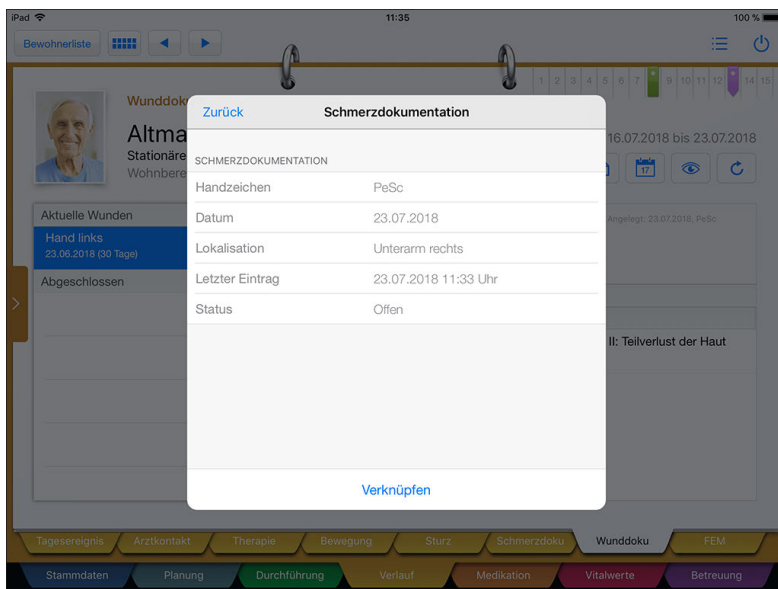 iPad 11:35 100 %
Bewohnerliste
1 2 3 4 5 6 7 9 10 11 12 14 15
Wunddok
Altma
Stationäre
Wohnbere
16.07.2018 bis 23.07.2018
17
Zurück Schmerzdokumentation
SCHMERZDOKUMENTATION
Handzeichen PeSc
Datum 23.07.2018
Lokalisation Unterarm rechts
Letzter Eintrag 23.07.2018 11:33 Uhr
Status Offen
Verknüpfen
Aktuelle Wunden
Hand links
23.06.2018 (30 Tage)
Abgeschlossen
Angelegt: 23.07.2018, PeSc
II: Teilverlust der Haut
Tagesereignis Arztkontakt Therapie Bewegung Sturz Schmerzdoku Wunddoku FEM
Stammdaten Planung Durchführung Verlauf Medikation Vitalwerte Betreuung